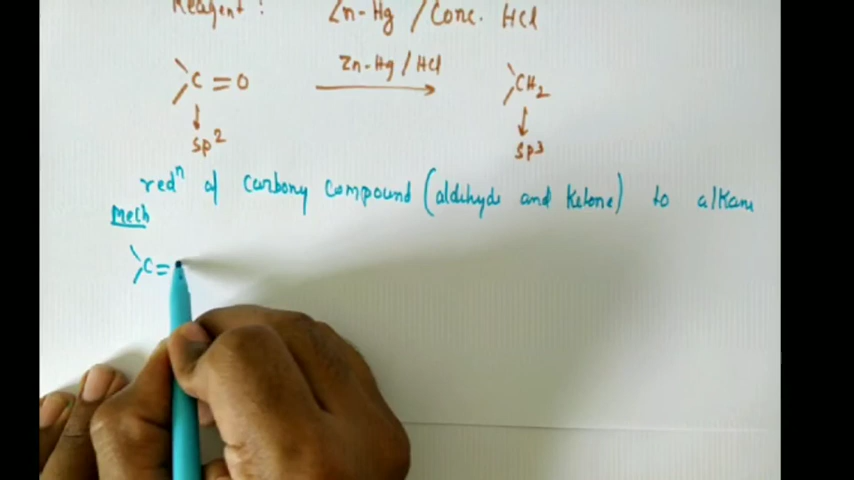 Reagent : Zn-Hg / Conc. HCl
Zn-Hg / HCl
C=O CH2
sp2 sp3
redn of carbony compound (aldehyde and Ketone) to alkane
Mech
C=